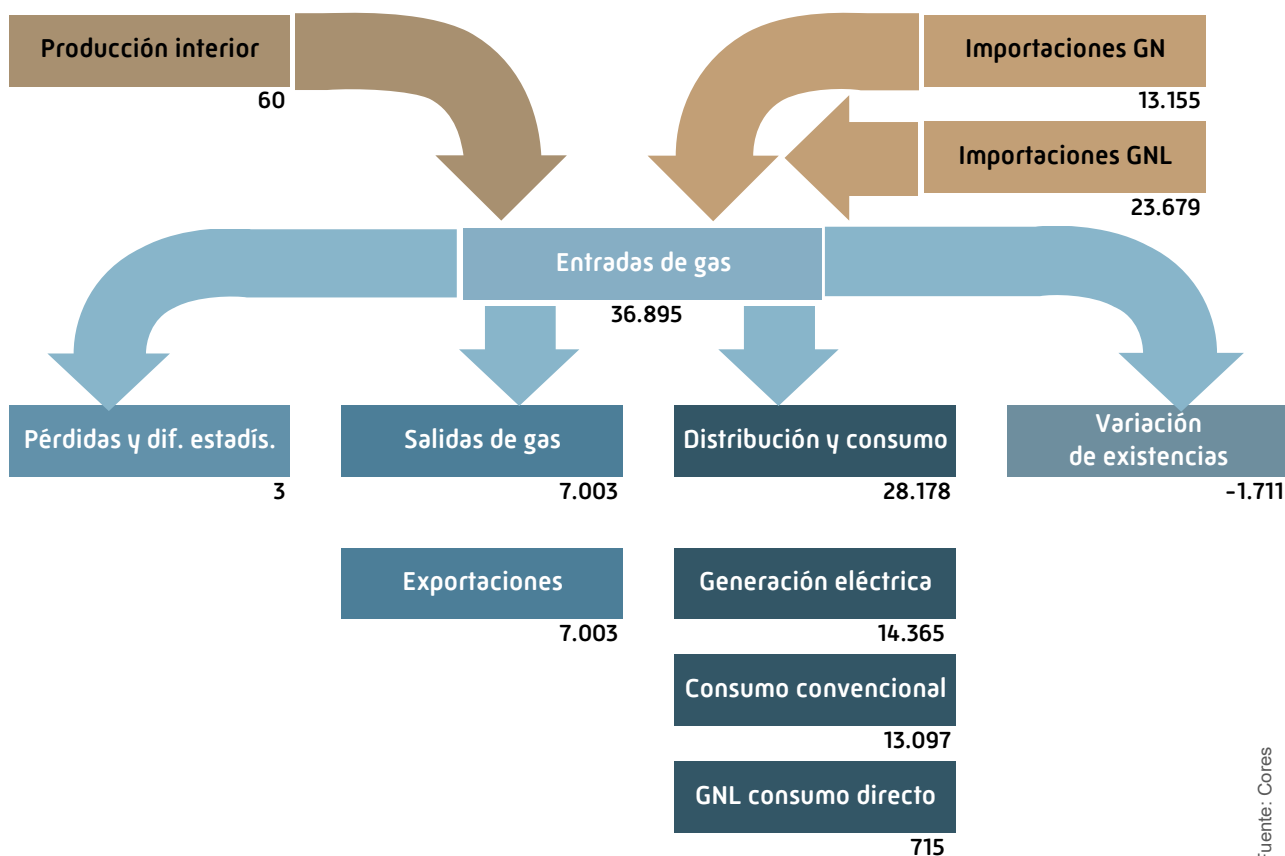 Producción interior
60
Importaciones GN
13.155
Importaciones GNL
23.679
Entradas de gas
36.895
Pérdidas y dif. estadís.
3
Salidas de gas
7.003
Distribución y consumo
28.178
Variación
de existencias
-1.711
Exportaciones
7.003
Generación eléctrica
14.365
Consumo convencional
13.097
GNL consumo directo
715
Fuente: Cores